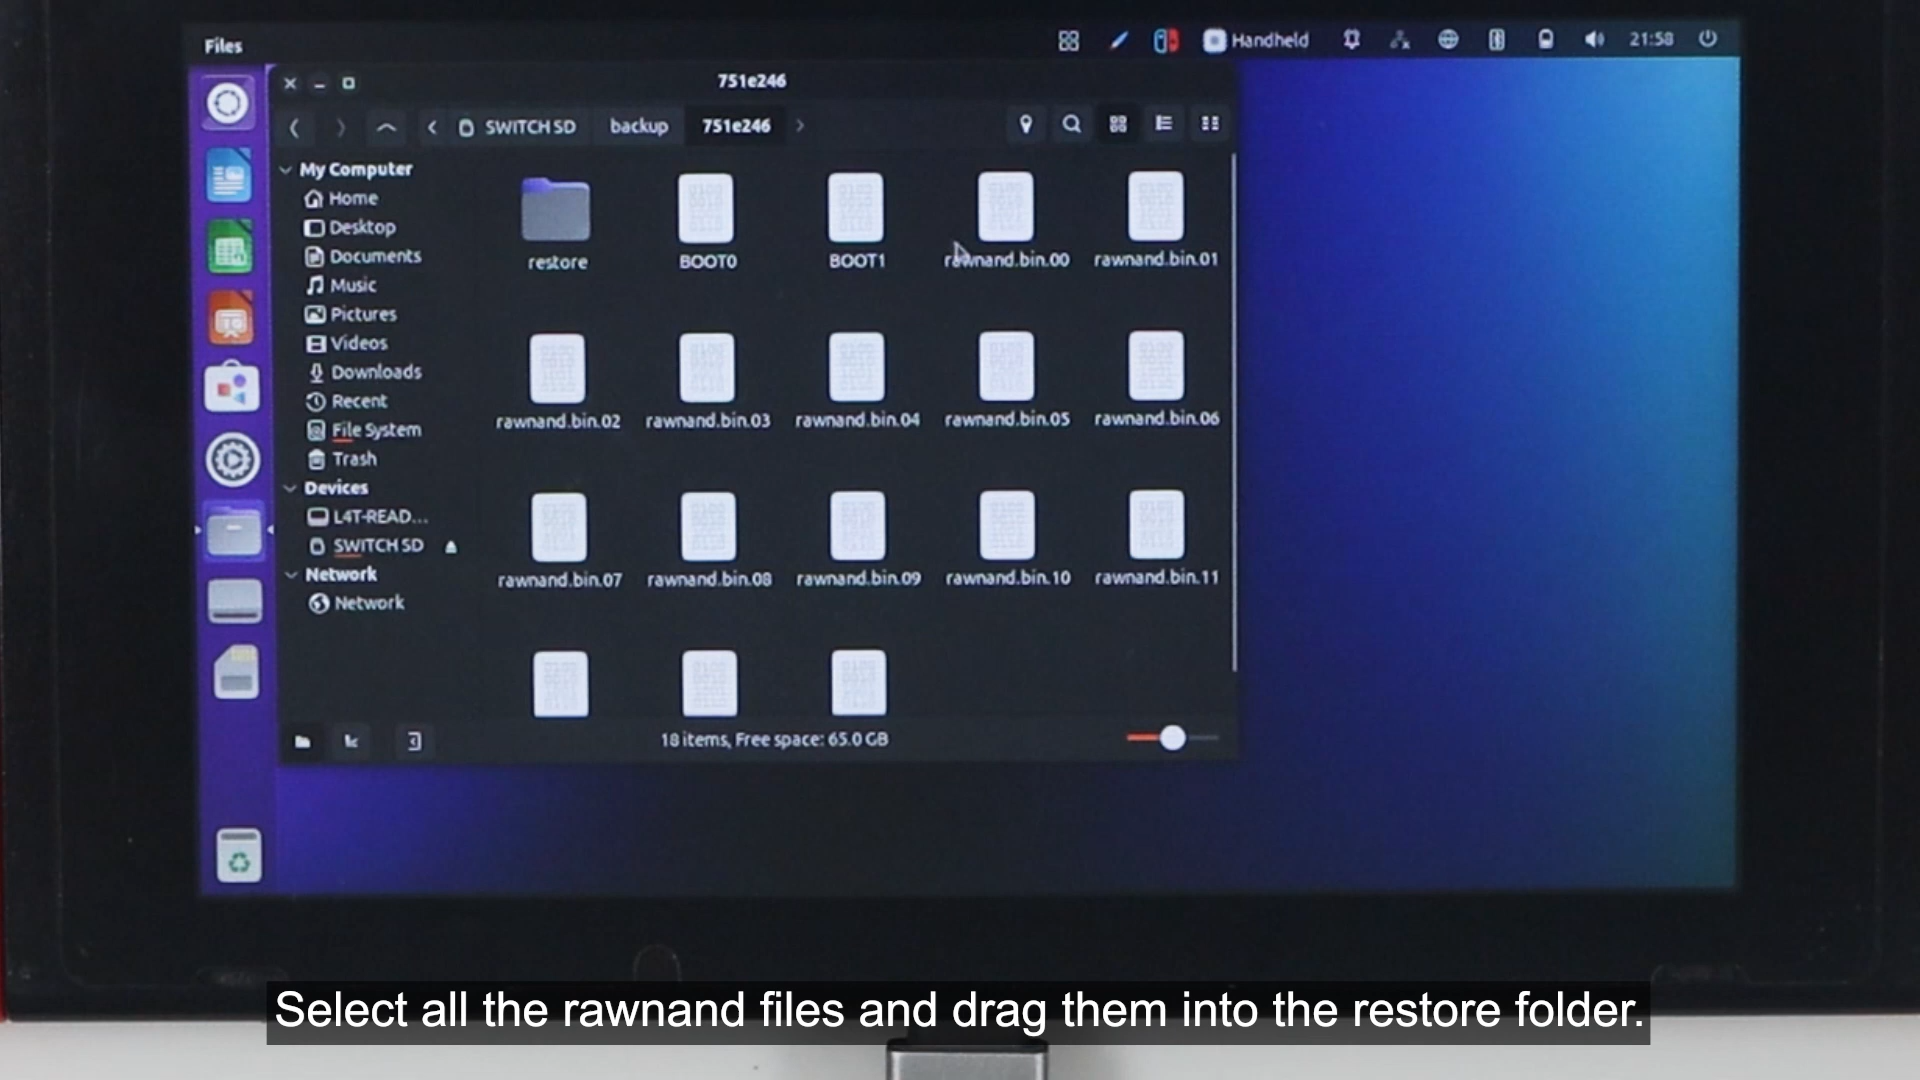 Files
Handheld
21:58
751e246
SWITCH SD
backup
751e246
My Computer
Home
Desktop
Documents
Music
Pictures
Videos
Downloads
Recent
File System
Trash
Devices
L4T-READ...
SWITCH SD
Network
Network
restore
BOOT0
BOOT1
rawnand.bin.00
rawnand.bin.01
rawnand.bin.02
rawnand.bin.03
rawnand.bin.04
rawnand.bin.05
rawnand.bin.06
rawnand.bin.07
rawnand.bin.08
rawnand.bin.09
rawnand.bin.10
rawnand.bin.11
18 items, Free space: 65.0 GB
Select all the rawnand files and drag them into the restore folder.